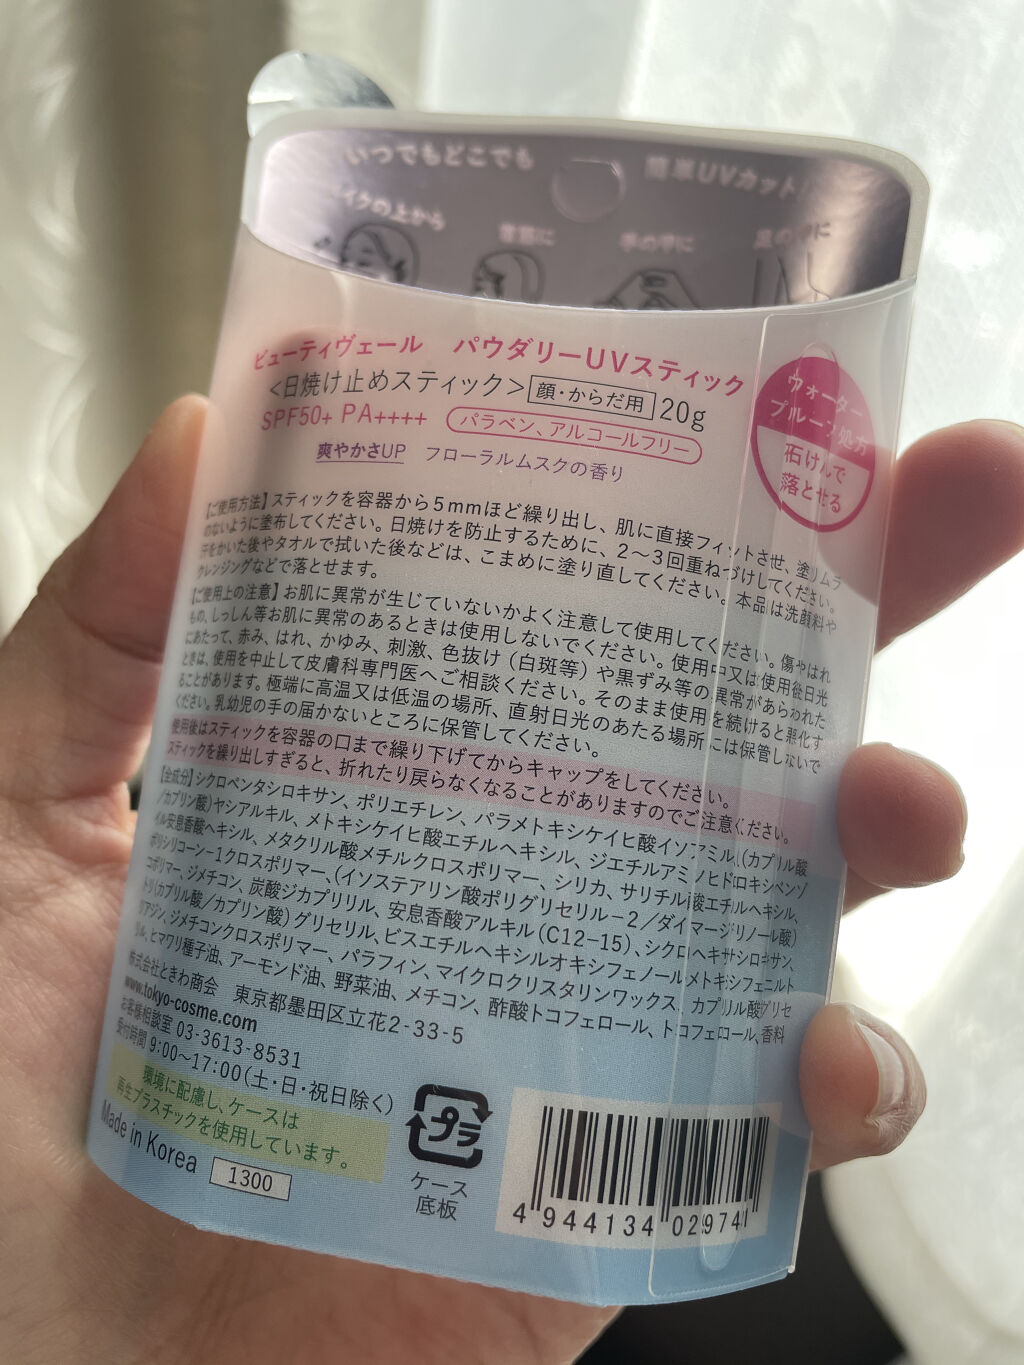 いつでもどこでも
簡単UVカット!
メイクの上から
背筋に
手の甲に
足の甲に
ビューティヴェール　パウダリーUVスティック
<日焼け止めスティック> 顔・からだ用 20g
SPF50+ PA++++ パラベン、アルコールフリー
爽やかさUP フローラルムスクの香り
ウォーター
プルーフ処方
石けんで
落とせる
【ご使用方法】スティックを容器から5mmほど繰り出し、肌に直接フィットさせ、塗りムラ
のないように塗布してください。日焼けを防止するために、2〜3回重ねづけしてください。
汗をかいた後やタオルで拭いた後などは、こまめに塗り直してください。本品は洗顔料や
クレンジングなどで落とせます。
【ご使用上の注意】お肌に異常が生じていないかよく注意して使用してください。傷やはれ
もの、しっしん等お肌に異常のあるときは使用しないでください。使用中又は使用後日光
にあたって、赤み、はれ、かゆみ、刺激、色抜け（白斑等）や黒ずみ等の異常があらわれた
ときは、使用を中止して皮膚科専門医へご相談ください。そのまま使用を続けると悪化す
ることがあります。極端に高温又は低温の場所、直射日光のあたる場所には保管しないで
ください。乳幼児の手の届かないところに保管してください。
使用後はスティックを容器の口まで繰り下げてからキャップをしてください。
スティックを繰り出しすぎると、折れたり戻らなくなることがありますのでご注意ください。
【全成分】シクロペンタシロキサン、ポリエチレン、パラメトキシケイヒ酸イソアミル、(カプリル酸
/カプリン酸)ヤシアルキル、メトキシケイヒ酸エチルヘキシル、ジエチルアミノヒドロキシベンゾ
イル安息香酸ヘキシル、メタクリル酸メチルクロスポリマー、シリカ、サリチル酸エチルヘキシル、
ポリシリコーン−1クロスポリマー、(イソステアリン酸ポリグリセリル−2/ダイマージリノール酸)
コポリマー、ジメチコン、炭酸ジカプリリル、安息香酸アルキル(C12−15)、シクロヘキサシロキサン、
トリ(カプリル酸/カプリン酸)グリセリル、ビスエチルヘキシルオキシフェノールメトキシフェニルト
リアジン、ジメチコンクロスポリマー、パラフィン、マイクロクリスタリンワックス、カプリル酸グリセ
リル、ヒマワリ種子油、アーモンド油、野菜油、メチコン、酢酸トコフェロール、トコフェロール、香料
株式会社ときわ商会　東京都墨田区立花2-33-5
www.tokyo-cosme.com
お客様相談室 03-3613-8531
受付時間 9:00〜17:00(土・日・祝日除く)
環境に配慮し、ケースは
再生プラスチックを使用しています。
Made in Korea 1300
プラ
ケース
底板
4 944134 029741